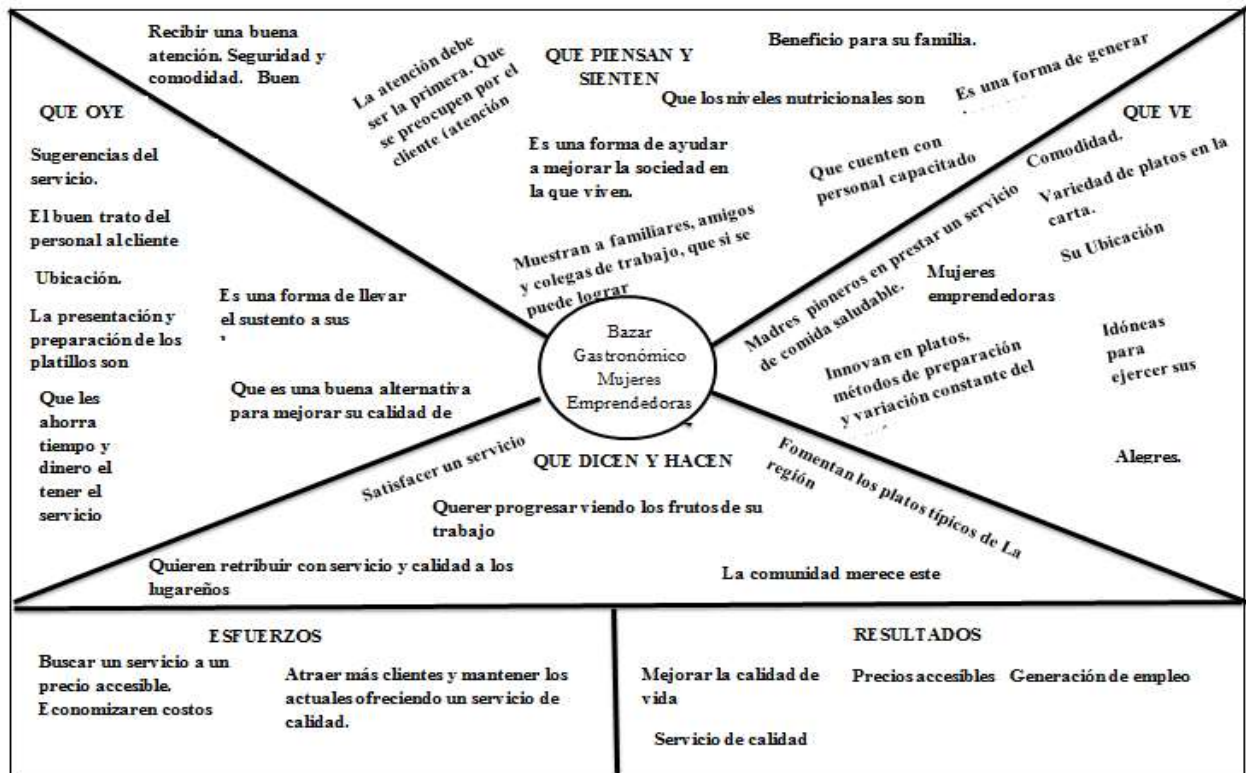 Recibir una buena
atención. Seguridad y
comodidad. Buen
La atención debe
ser la primera. Que
se preocupen por el
cliente (atención
QUE PIENSAN Y
SIENTEN
Beneficio para su familia.
Es una forma de generar
Que los niveles nutricionales son
Es una forma de ayudar
a mejorar la sociedad en
la que viven.
Que cuenten con
personal capacitado
Muestran a familiares, amigos
y colegas de trabajo, que si se
puede lograr
QUE OYE
Sugerencias del
servicio.
El buen trato del
personal al cliente
Ubicación.
La presentación y
preparación de los
platillos son
Que les
ahorra
tiempo y
dinero el
tener el
servicio
Es una forma de llevar
el sustento a sus
Que es una buena alternativa
para mejorar su calidad de
Bazar
Gastronómico
Mujeres
Emprendedoras
QUE VE
Comodidad.
Variedad de platos en la
carta.
Su Ubicación
Madres pioneros en prestar un servicio
de comida saludable.
Mujeres
emprendedoras
Innovan en platos,
métodos de preparación
y variación constante del
Idóneas
para
ejercer sus
Alegres.
QUE DICEN Y HACEN
Satisfacer un servicio
Querer progresar viendo los frutos de su
trabajo
Quieren retribuir con servicio y calidad a los
lugareños
Fomentan los platos típicos de La
región
La comunidad merece este
ESFUERZOS
Buscar un servicio a un
precio accesible.
Economizaren costos
Atraer más clientes y mantener los
actuales ofreciendo un servicio de
calidad.
RESULTADOS
Mejorar la calidad de
vida
Precios accesibles
Generación de empleo
Servicio de calidad